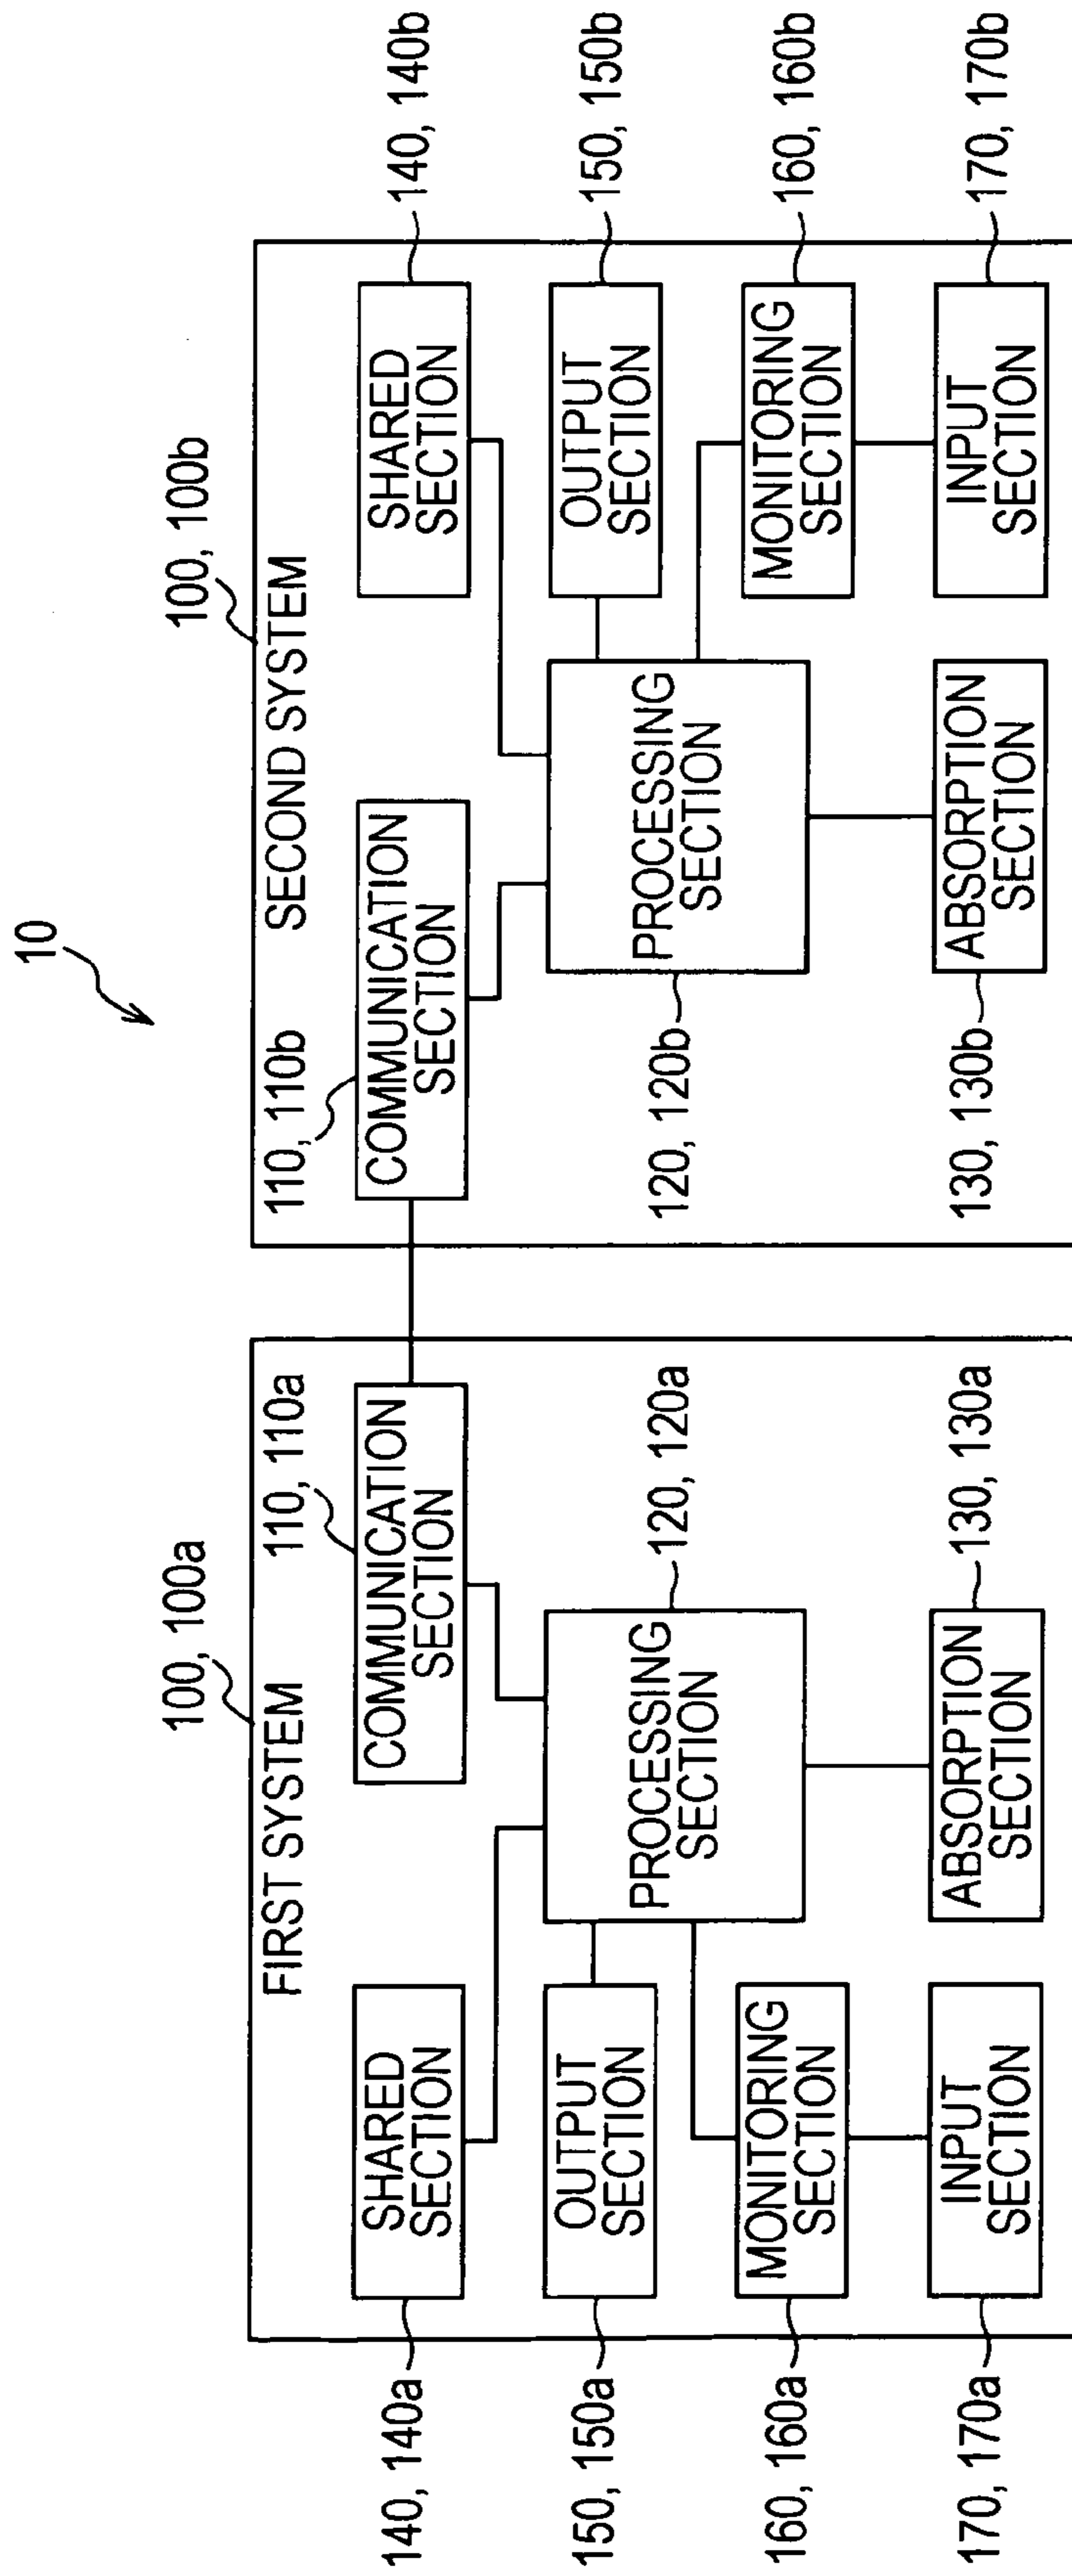 10
100, 100a
FIRST SYSTEM
110, 110a
COMMUNICATION
SECTION
140, 140a
SHARED
SECTION
150, 150a
OUTPUT
SECTION
PROCESSING
SECTION
120, 120a
160, 160a
MONITORING
SECTION
170, 170a
INPUT
SECTION
ABSORPTION
SECTION
130, 130a
100, 100b
SECOND SYSTEM
110, 110b
COMMUNICATION
SECTION
SHARED
SECTION
140, 140b
PROCESSING
SECTION
120, 120b
OUTPUT
SECTION
150, 150b
MONITORING
SECTION
160, 160b
130, 130b
ABSORPTION
SECTION
INPUT
SECTION
170, 170b